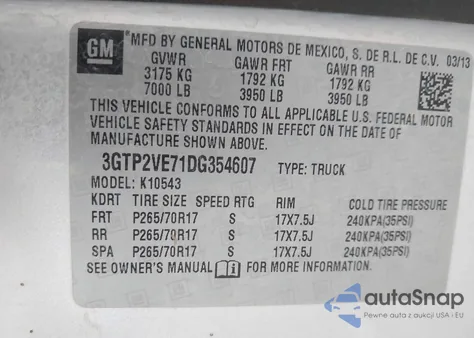 GM
MFD BY GENERAL MOTORS DE MEXICO, S. DE R.L. DE C.V. 03/13
GVWR GAWR FRT GAWR RR
3175 KG 1792 KG 1792 KG
7000 LB 3950 LB 3950 LB
THIS VEHICLE CONFORMS TO ALL APPLICABLE U.S. FEDERAL MOTOR
VEHICLE SAFETY STANDARDS IN EFFECT ON THE DATE OF
MANUFACTURE SHOWN ABOVE.
3GTP2VE71DG354607 TYPE: TRUCK
MODEL: K10543
KDRT TIRE SIZE SPEED RTG RIM COLD TIRE PRESSURE
FRT P265/70R17 S 17X7.5J 240KPA(35PSI)
RR P265/70R17 S 17X7.5J 240KPA(35PSI)
SPA P265/70R17 S 17X7.5J 240KPA(35PSI)
SEE OWNER'S MANUAL FOR MORE INFORMATION.
autoSnap
Pewne auta z aukcji USA i EU